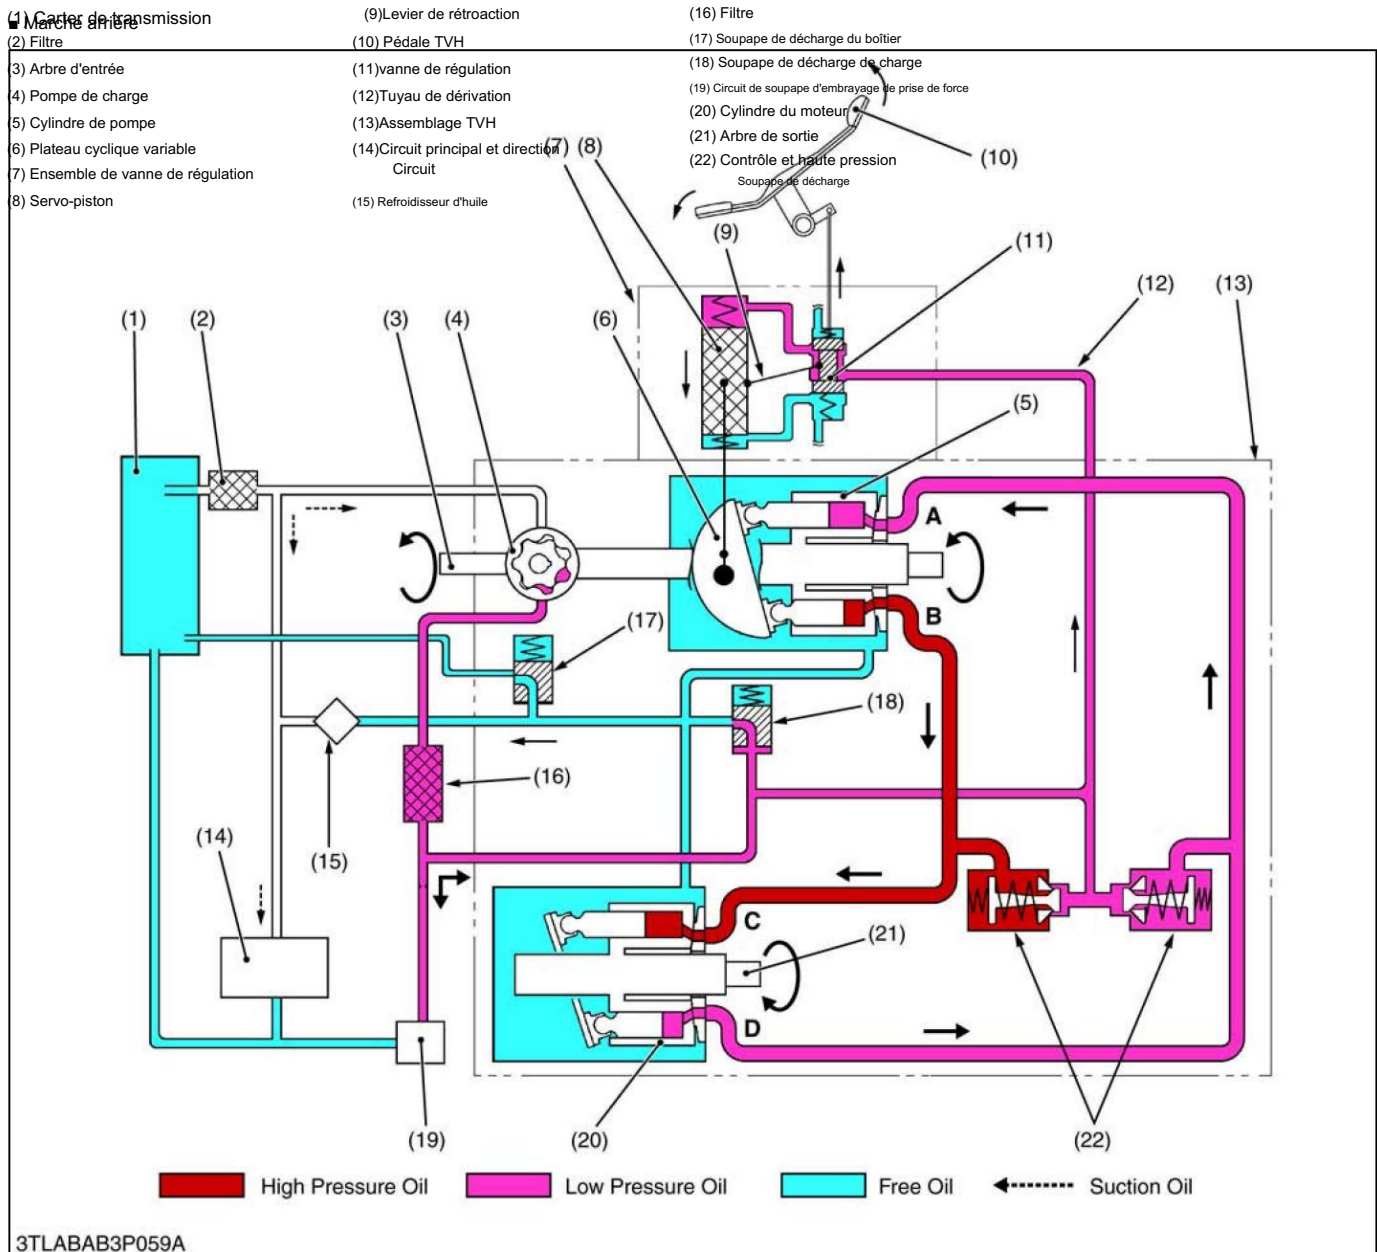 ■ Marche arrière
(1) Carter de transmission
(2) Filtre
(3) Arbre d'entrée
(4) Pompe de charge
(5) Cylindre de pompe
(6) Plateau cyclique variable
(7) Ensemble de vanne de régulation
(8) Servo-piston
(9)Levier de rétroaction
(10) Pédale TVH
(11)vanne de régulation
(12)Tuyau de dérivation
(13)Assemblage TVH
(14)Circuit principal et direction
Circuit
(15) Refroidisseur d'huile
(16) Filtre
(17) Soupape de décharge du boîtier
(18) Soupape de décharge de charge
(19) Circuit de soupape d'embrayage de prise de force
(20) Cylindre du moteur
(21) Arbre de sortie
(22) Contrôle et haute pression
Soupape de décharge
(7) (8)
(10)
(9)
(11)
(1)
(2)
(3)
(4)
(6)
(12)
(13)
(5)
A
B
(17)
(18)
(16)
(14)
(15)
C
(21)
D
(19)
(20)
(22)
High Pressure Oil
Low Pressure Oil
Free Oil
Suction Oil
3TLABAB3P059A